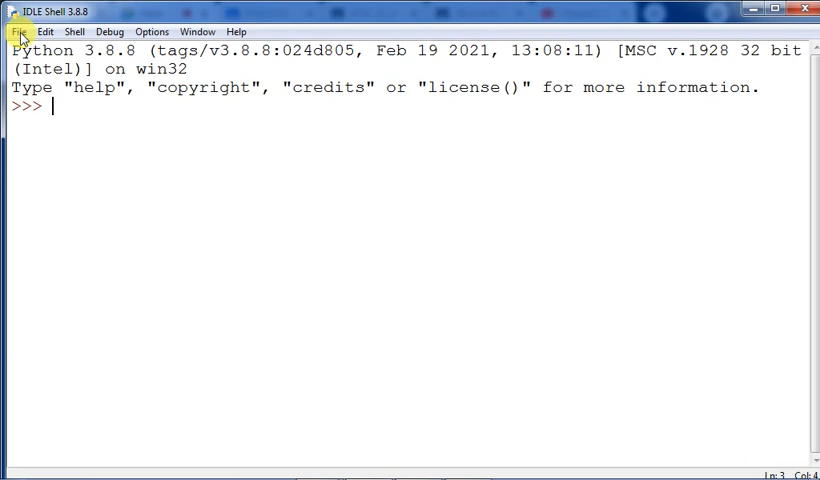 IDLE Shell 3.8.8
File Edit Shell Debug Options Window Help
Python 3.8.8 (tags/v3.8.8:024d805, Feb 19 2021, 13:08:11) [MSC v.1928 32 bit
(Intel)] on win32
Type "help", "copyright", "credits" or "license()" for more information.
>>>
Ln: 3 Col: 4